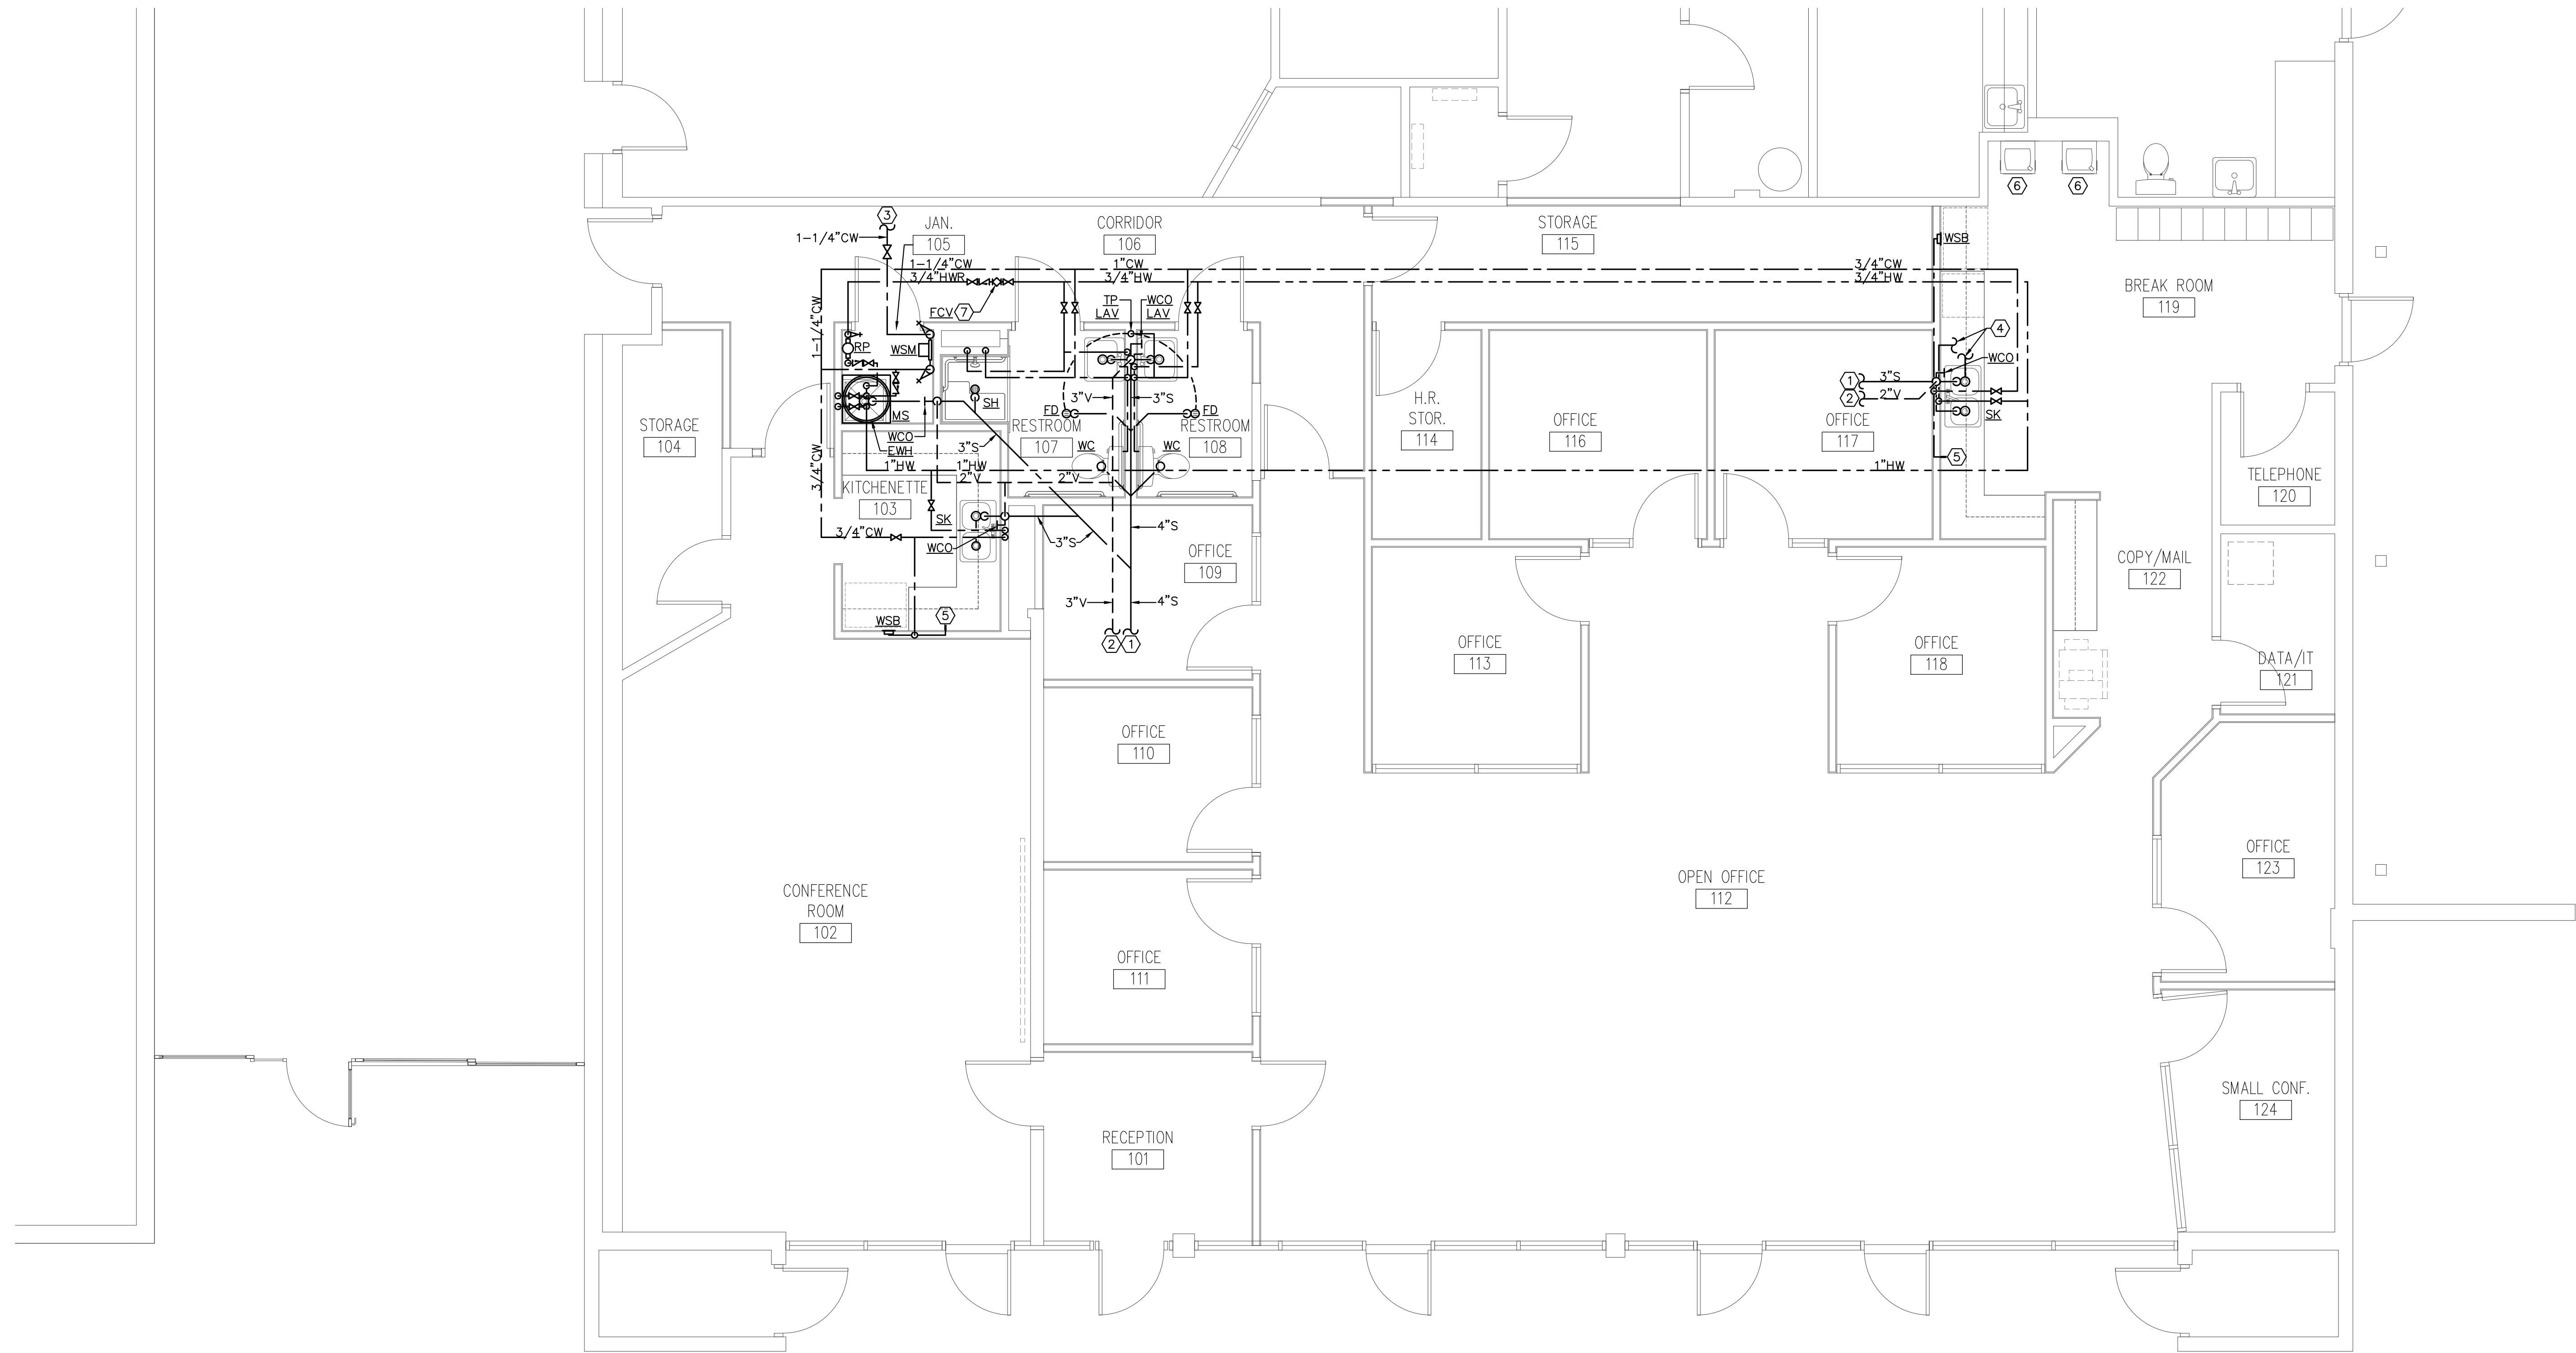 6
6
3
1-1/4"CW
JAN.
105
CORRIDOR
106
STORAGE
115
WSB
1-1/4"CW
3/4"HWR
1"CW
3/4"HW
3/4"CW
3/4"HW
BREAK ROOM
119
1-1/4"CW
FCV
7
TP
LAV
WCO
LAV
4
RP
WSM
WCO
1
3"S
2
2"V
SK
MS
SH
3"V
3"S
FD
FD
WCO
EWH
STORAGE
104
3"S
RESTROOM
107
RESTROOM
108
WC
WC
H.R.
STOR.
114
OFFICE
116
OFFICE
117
5
3/4"CW
1"HW
1"HW
2"V
2"V
1"HW
KITCHENETTE
103
TELEPHONE
120
SK
3/4"CW
WCO
3"S
4"S
OFFICE
109
COPY/MAIL
122
3"V
4"S
WSB
5
2
1
OFFICE
113
OFFICE
118
DATA/IT
121
OFFICE
110
OFFICE
123
CONFERENCE
ROOM
102
OPEN OFFICE
112
OFFICE
111
SMALL CONF.
124
RECEPTION
101